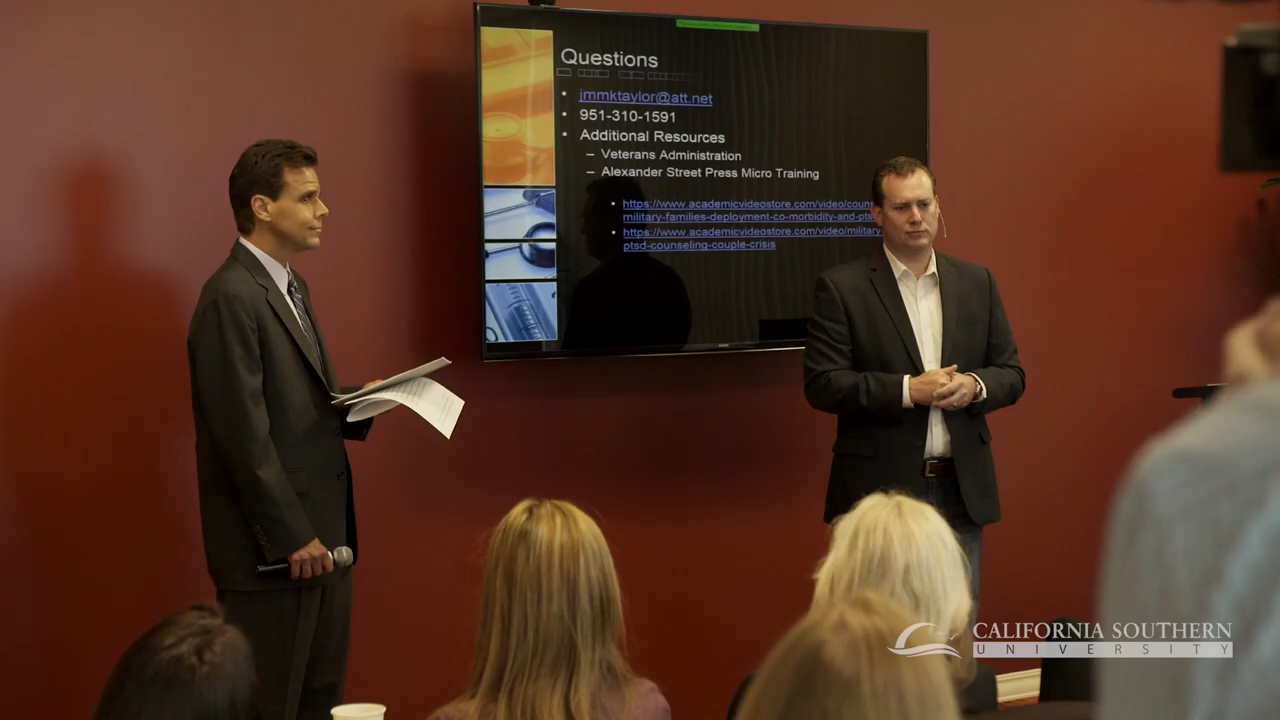 Questions
• jmmktaylor@att.net
• 951-310-1591
• Additional Resources
– Veterans Administration
– Alexander Street Press Micro Training
• https://www.academicvideostore.com/video/coun
military-families-deployment-co-morbidity-and-pts
• https://www.academicvideostore.com/video/military
ptsd-counseling-couple-crisis
CALIFORNIA SOUTHERN
UNIVERSITY